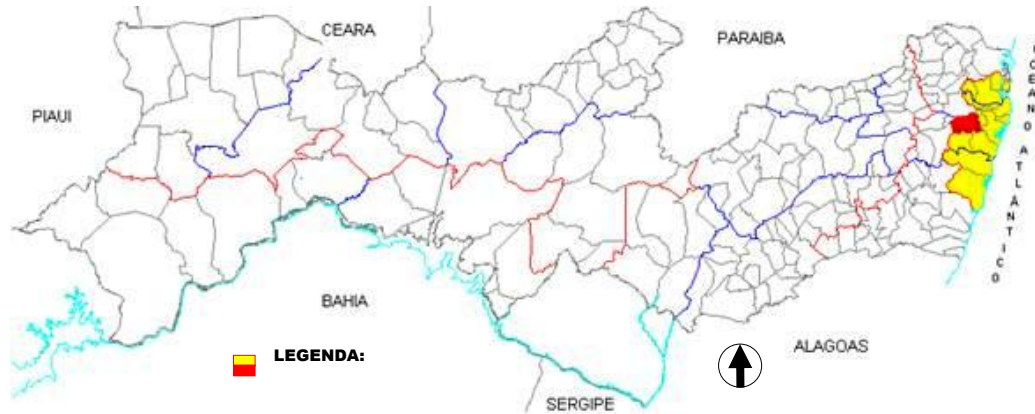 CEARA
PARAIBA
PIAUI
OCEANO ATLÂNTICO
BAHIA
LEGENDA:
ALAGOAS
SERGIPE